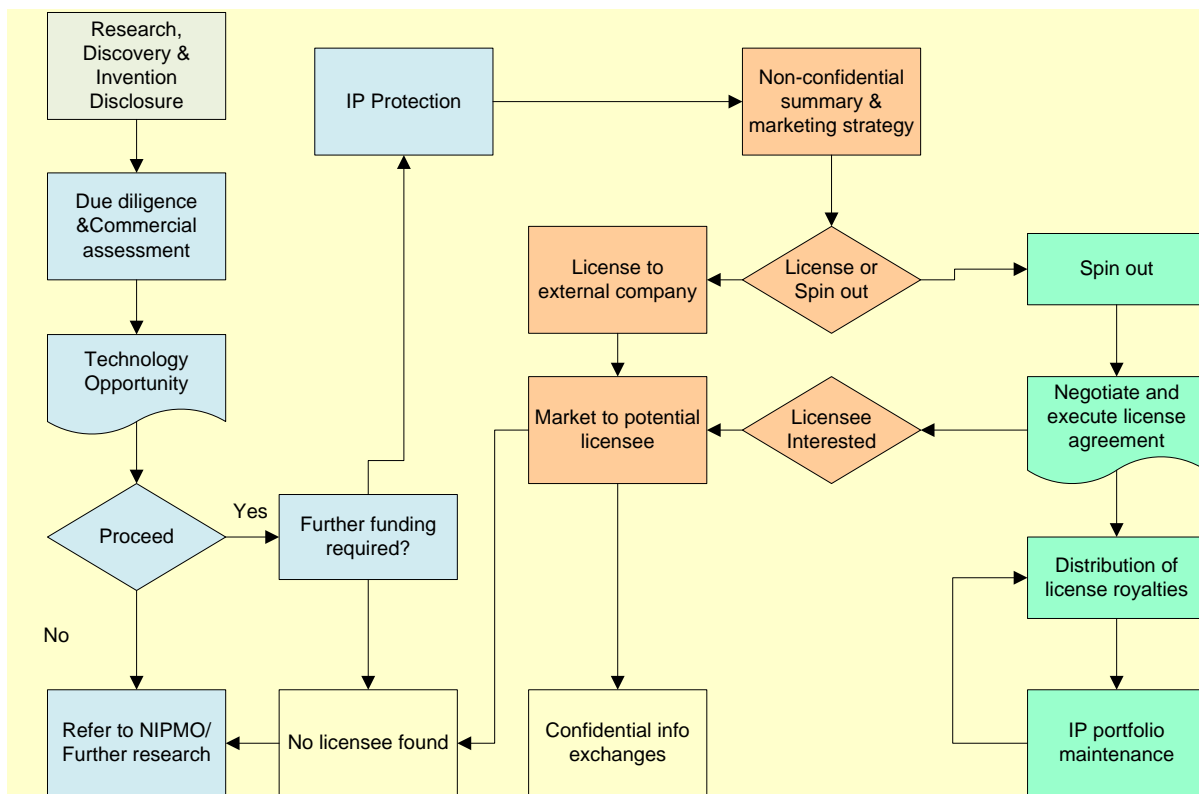 Research,
Discovery &
Invention
Disclosure
IP Protection
Non-confidential
summary &
marketing strategy
Due diligence
&Commercial
assessment
License to
external company
License or
Spin out
Spin out
Technology
Opportunity
Market to potential
licensee
Licensee
Interested
Negotiate and
execute license
agreement
Proceed
Yes
Further funding
required?
Distribution of
license royalties
No
Refer to NIPMO/
Further research
No licensee found
Confidential info
exchanges
IP portfolio
maintenance